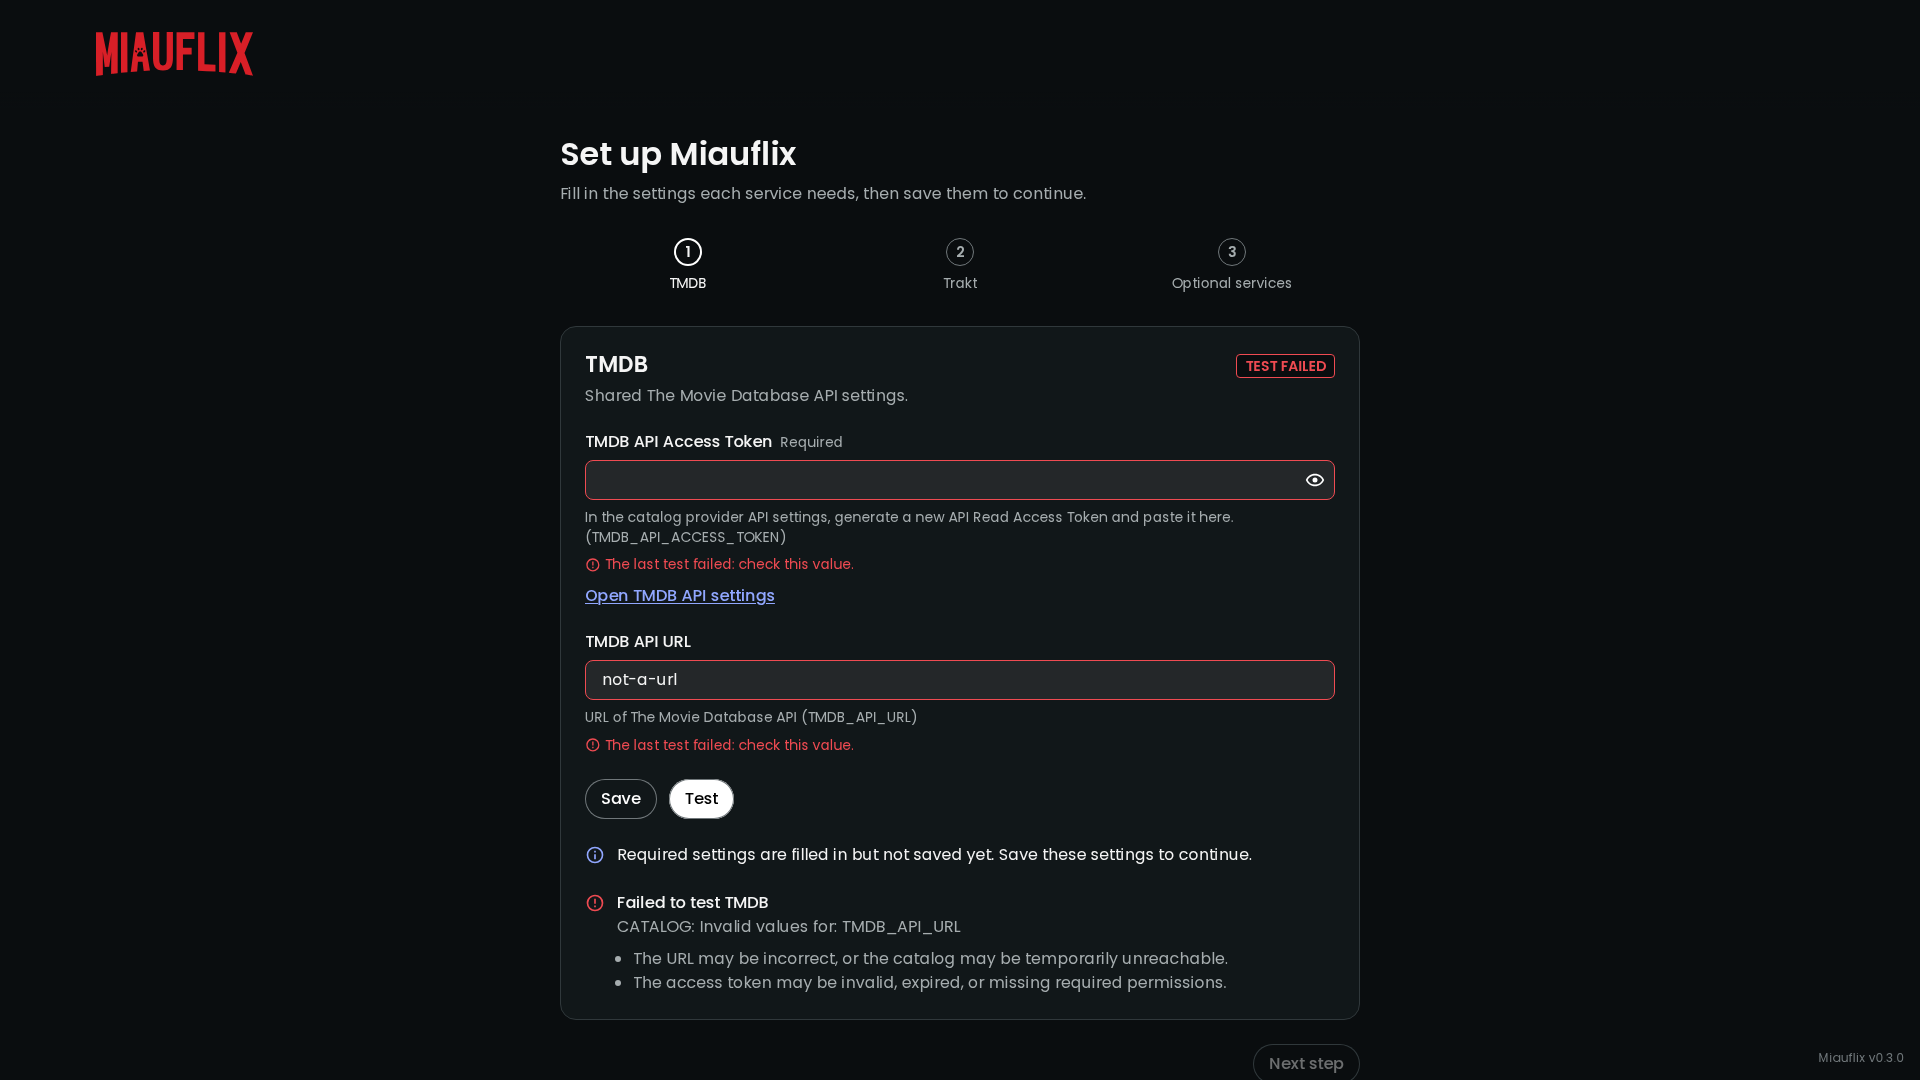 MIAUFLIX
Set up Miauflix
Fill in the settings each service needs, then save them to continue.
1
TMDB
2
Trakt
3
Optional services
TMDB
TEST FAILED
Shared The Movie Database API settings.
TMDB API Access Token Required
In the catalog provider API settings, generate a new API Read Access Token and paste it here.
(TMDB_API_ACCESS_TOKEN)
The last test failed: check this value.
Open TMDB API settings
TMDB API URL
not-a-url
URL of The Movie Database API (TMDB_API_URL)
The last test failed: check this value.
Save
Test
Required settings are filled in but not saved yet. Save these settings to continue.
Failed to test TMDB
CATALOG: Invalid values for: TMDB_API_URL
• The URL may be incorrect, or the catalog may be temporarily unreachable.
• The access token may be invalid, expired, or missing required permissions.
Next step
Miauflix v0.3.0